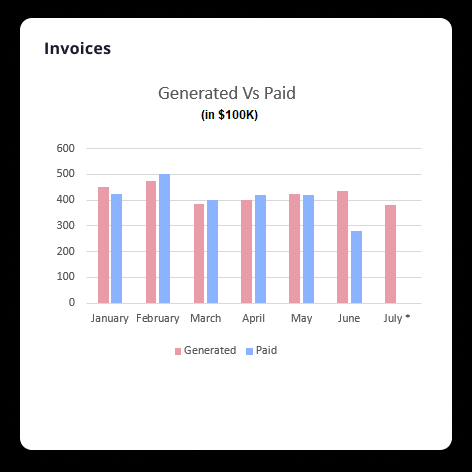 Invoices
Generated Vs Paid
(in $100K)
600
500
400
300
200
100
0
January February March April May June July *
Generated Paid